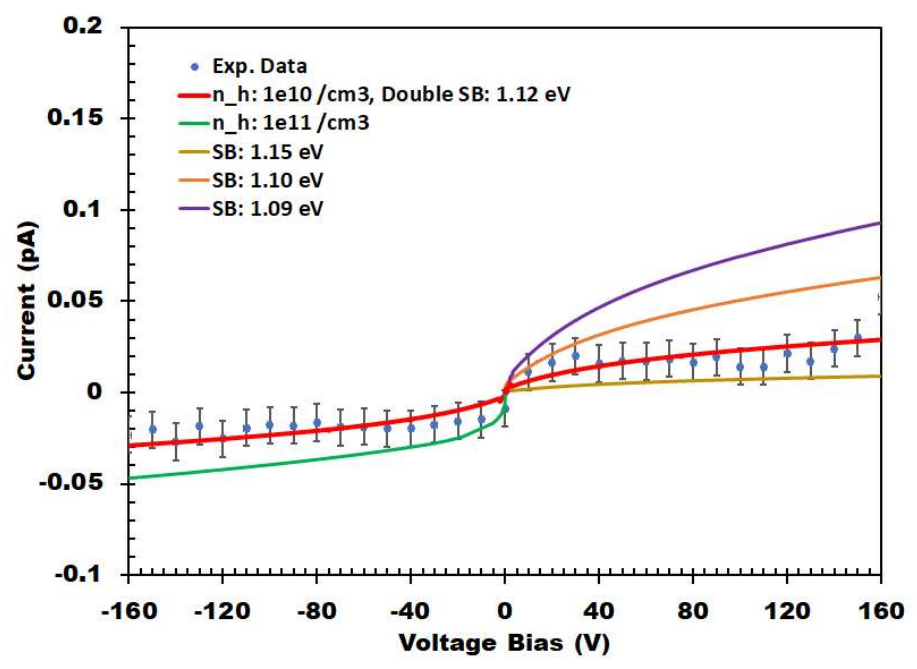 0.2
Exp. Data
n_h: 1e10 /cm3, Double SB: 1.12 eV
n_h: 1e11 /cm3
SB: 1.15 eV
SB: 1.10 eV
SB: 1.09 eV
0.15
0.1
0.05
0
-0.05
-0.1
Current (pA)
-160 -120 -80 -40 0 40 80 120 160
Voltage Bias (V)